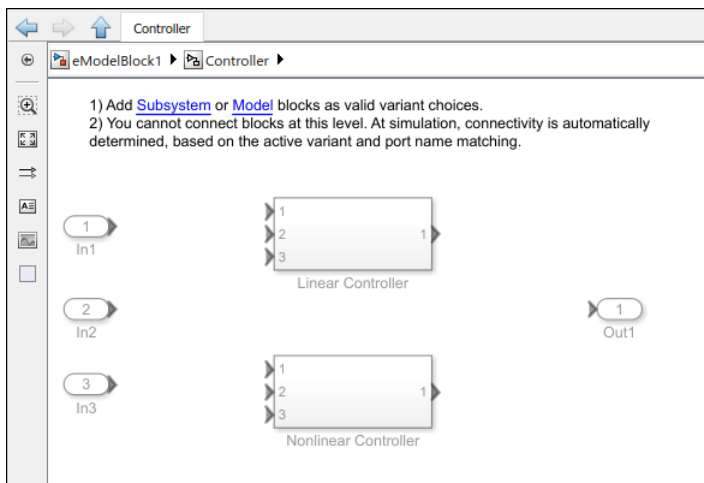 Controller
eModelBlock1 Controller
1) Add Subsystem or Model blocks as valid variant choices.
2) You cannot connect blocks at this level. At simulation, connectivity is automatically
determined, based on the active variant and port name matching.
1
In1
1
2
3
1
Linear Controller
2
In2
1
Out1
3
In3
1
2
3
1
Nonlinear Controller